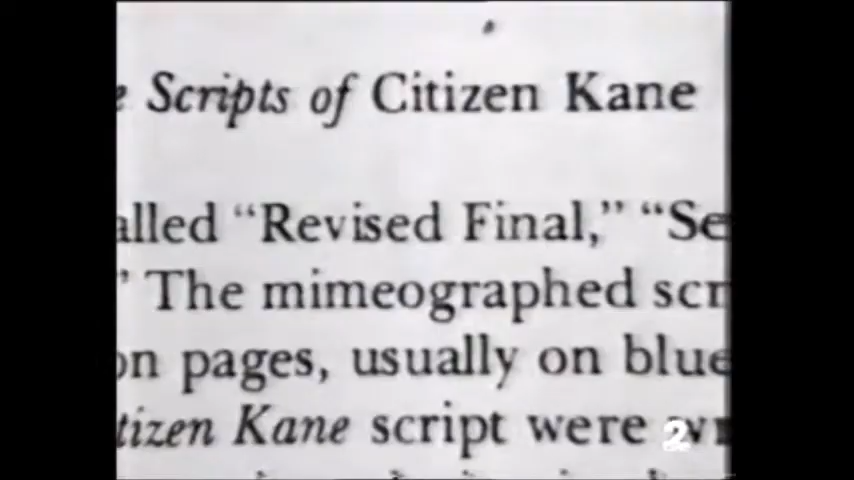 Scripts of Citizen Kane
alled “Revised Final,” “Se
” The mimeographed scr
on pages, usually on blue
tizen Kane script were
2